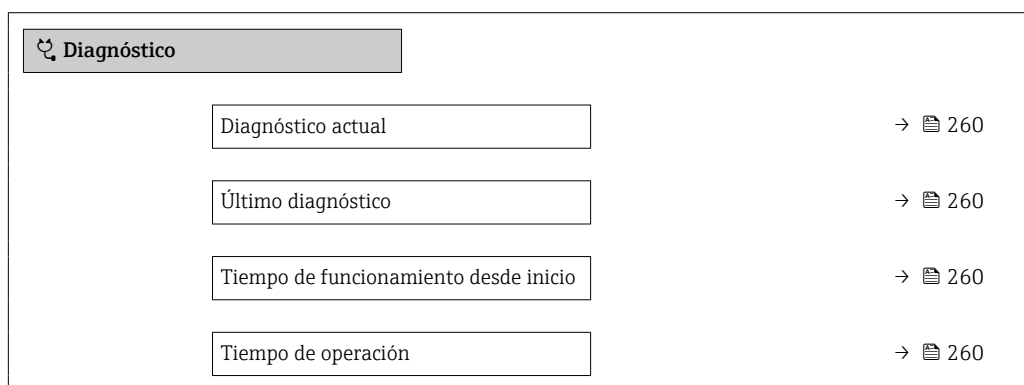 Diagnóstico
Diagnóstico actual → 260
Último diagnóstico → 260
Tiempo de funcionamiento desde inicio → 260
Tiempo de operación → 260